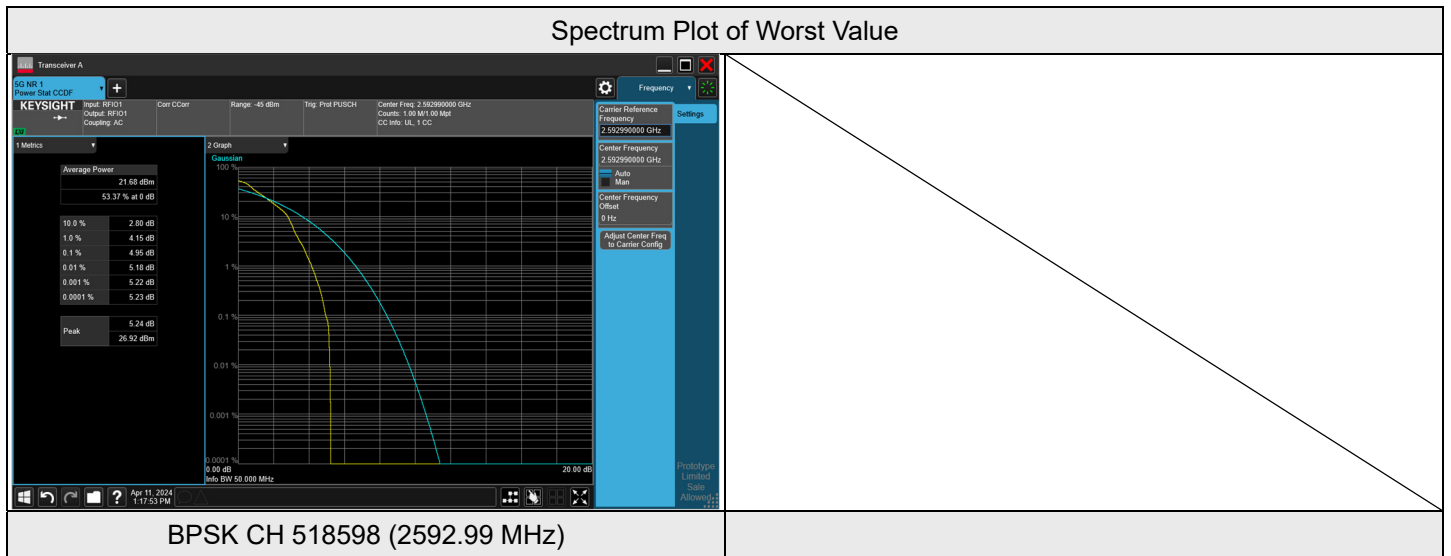 Spectrum Plot of Worst Value
Transceiver A
5G NR 1
Power Stat CCDF
+
Frequency
KEYSIGHT
Input: RFIO1
Output: RFIO1
Coupling: AC
Corr CCorr
Range: -45 dBm
Trig: Prot PUSCH
Center Freq: 2.592990000 GHz
Counts: 1.00 M/1.00 Mpt
CC Info: UL, 1 CC
LVI
Carrier Reference
Frequency
2.592990000 GHz
Settings
Center Frequency
2.592990000 GHz
Auto
Man
Center Frequency
Offset
0 Hz
Adjust Center Freq
to Carrier Config
1 Metrics
Average Power
21.68 dBm
53.37 % at 0 dB
10.0 % 2.80 dB
1.0 % 4.15 dB
0.1 % 4.95 dB
0.01 % 5.18 dB
0.001 % 5.22 dB
0.0001 % 5.23 dB
Peak
5.24 dB
26.92 dBm
2 Graph
Gaussian
100 %
10 %
1 %
0.1 %
0.01 %
0.001 %
0.0001 %
0.00 dB
20.00 dB
Info BW 50.000 MHz
Prototype
Limited
Sale
Allowed
?
Apr 11, 2024
1:17:53 PM
BPSK CH 518598 (2592.99 MHz)